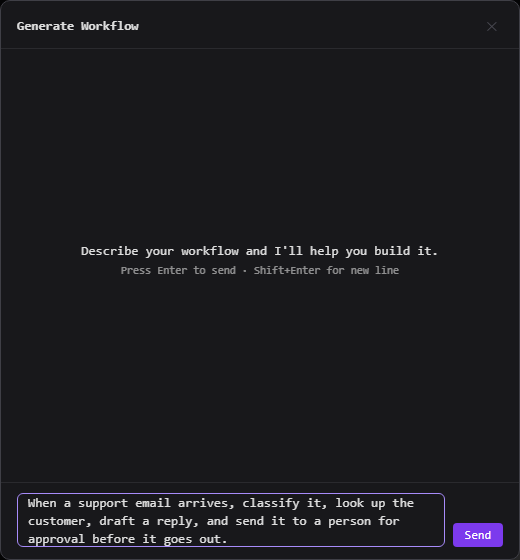 Generate Workflow
Describe your workflow and I'll help you build it.
Press Enter to send · Shift+Enter for new line
When a support email arrives, classify it, look up the
customer, draft a reply, and send it to a person for
approval before it goes out.
Send